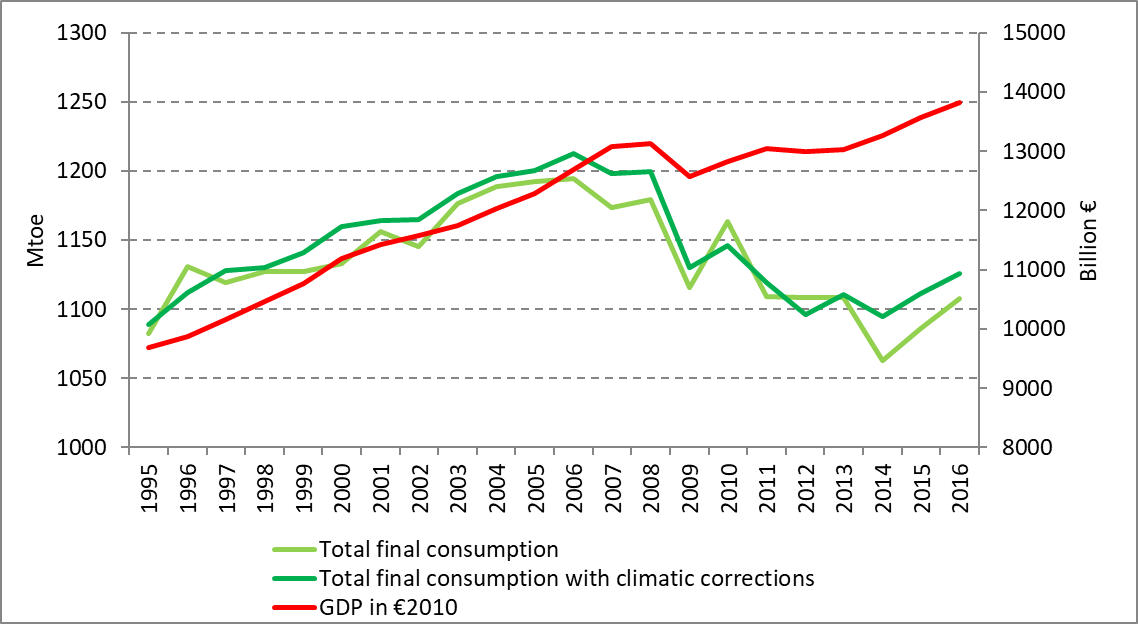 1300
1250
1200
1150
1100
1050
1000
Mtoe
15000
14000
13000
12000
11000
10000
9000
8000
Billion €
1995 1996 1997 1998 1999 2000 2001 2002 2003 2004 2005 2006 2007 2008 2009 2010 2011 2012 2013 2014 2015 2016
Total final consumption
Total final consumption with climatic corrections
GDP in €2010